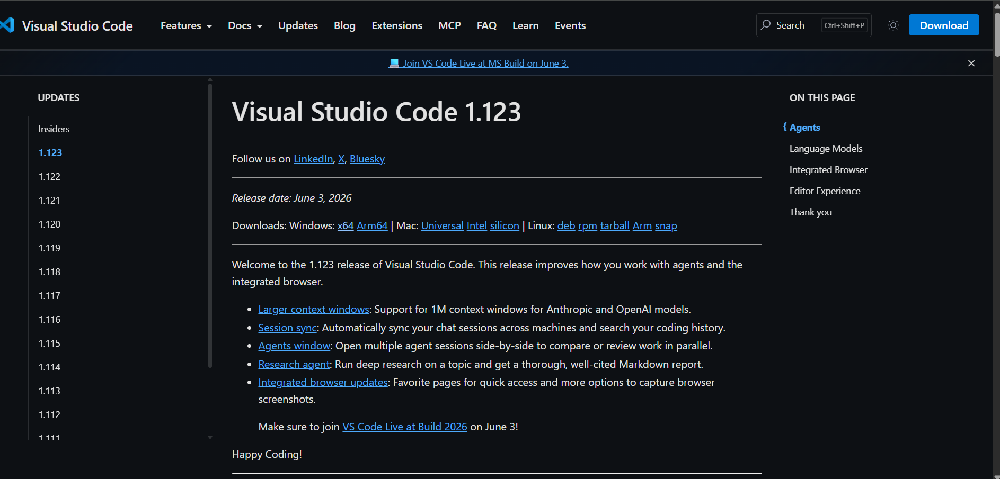 Visual Studio Code
Features
Docs
Updates
Blog
Extensions
MCP
FAQ
Learn
Events
Search
Ctrl+Shift+P
Download
Join VS Code Live at MS Build on June 3.
UPDATES
Insiders
1.123
1.122
1.121
1.120
1.119
1.118
1.117
1.116
1.115
1.114
1.113
1.112
1.111
Visual Studio Code 1.123
Follow us on LinkedIn, X, Bluesky
Release date: June 3, 2026
Downloads: Windows: x64 Arm64 | Mac: Universal Intel silicon | Linux: deb rpm tarball Arm snap
Welcome to the 1.123 release of Visual Studio Code. This release improves how you work with agents and the
integrated browser.
• Larger context windows: Support for 1M context windows for Anthropic and OpenAI models.
• Session sync: Automatically sync your chat sessions across machines and search your coding history.
• Agents window: Open multiple agent sessions side-by-side to compare or review work in parallel.
• Research agent: Run deep research on a topic and get a thorough, well-cited Markdown report.
• Integrated browser updates: Favorite pages for quick access and more options to capture browser
screenshots.
Make sure to join VS Code Live at Build 2026 on June 3!
Happy Coding!
ON THIS PAGE
{ Agents
Language Models
Integrated Browser
Editor Experience
Thank you